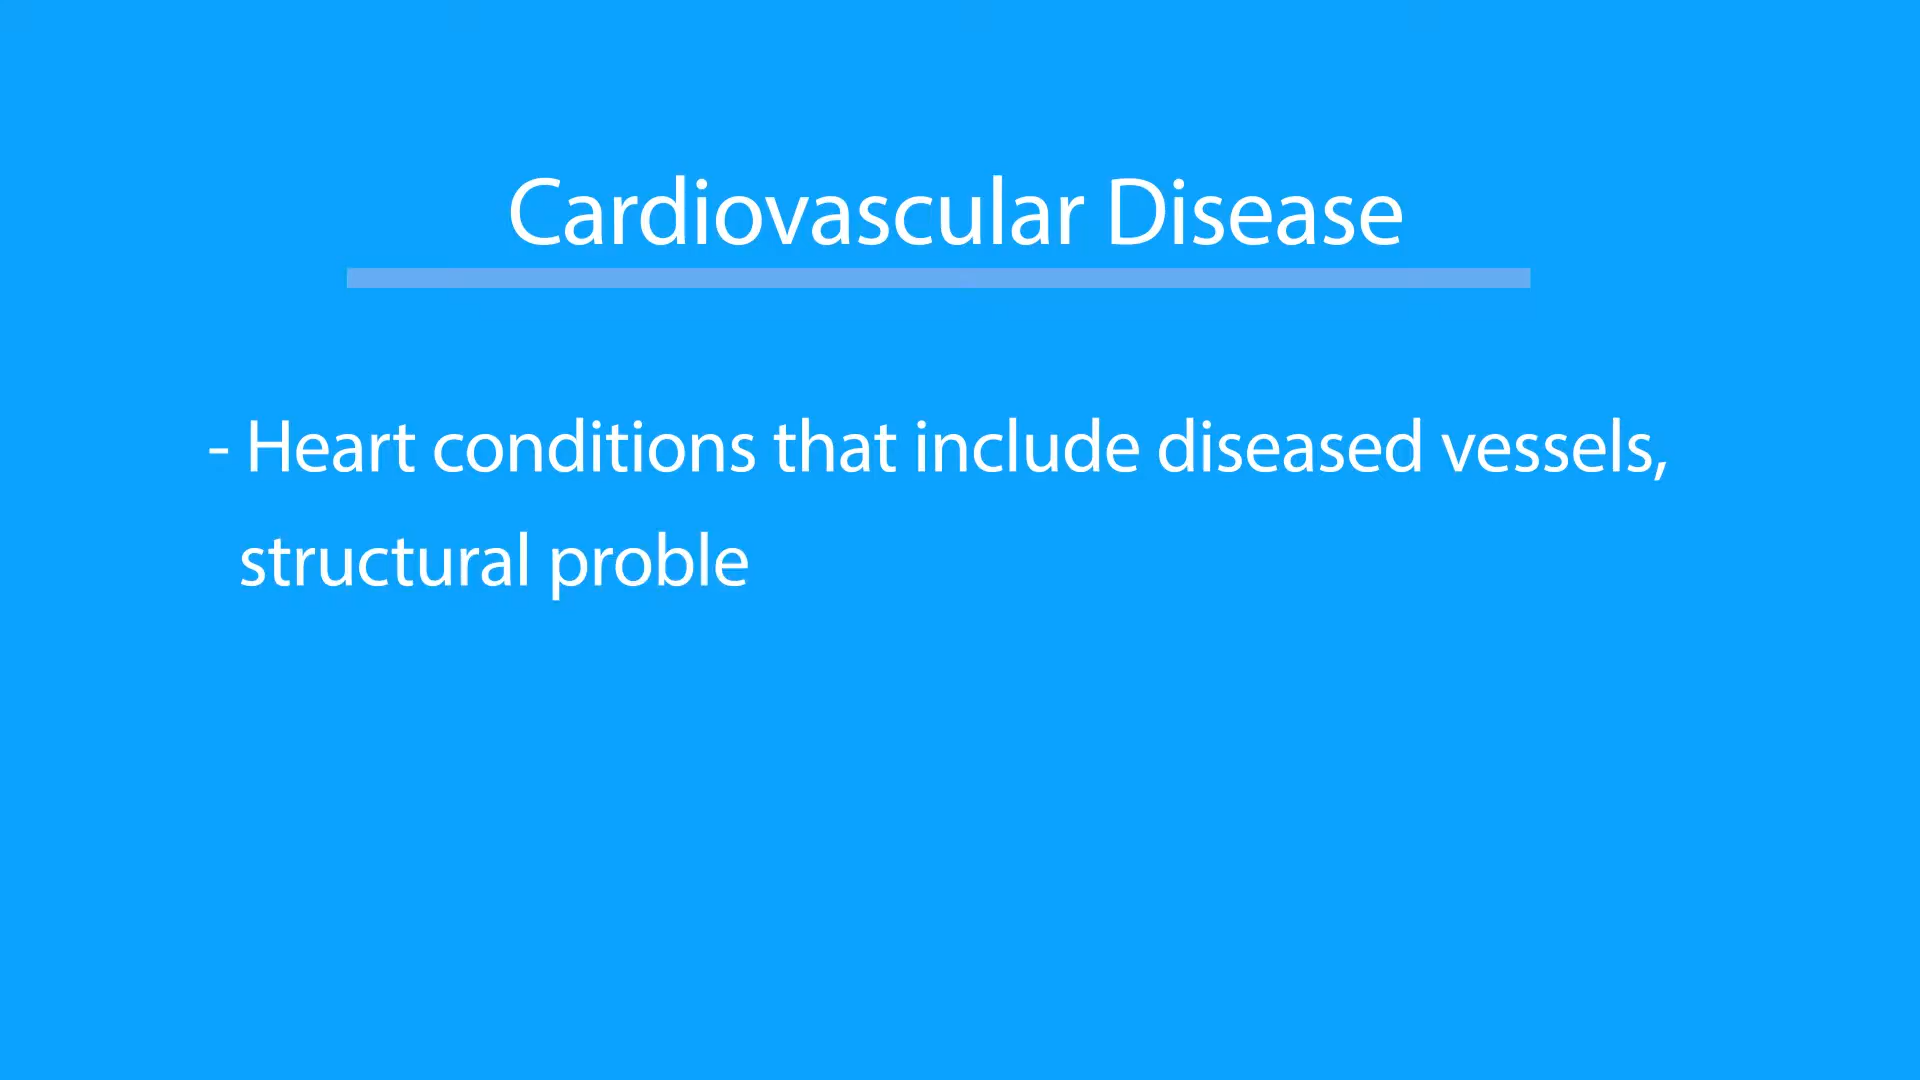 Cardiovascular Disease
- Heart conditions that include diseased vessels,
structural proble